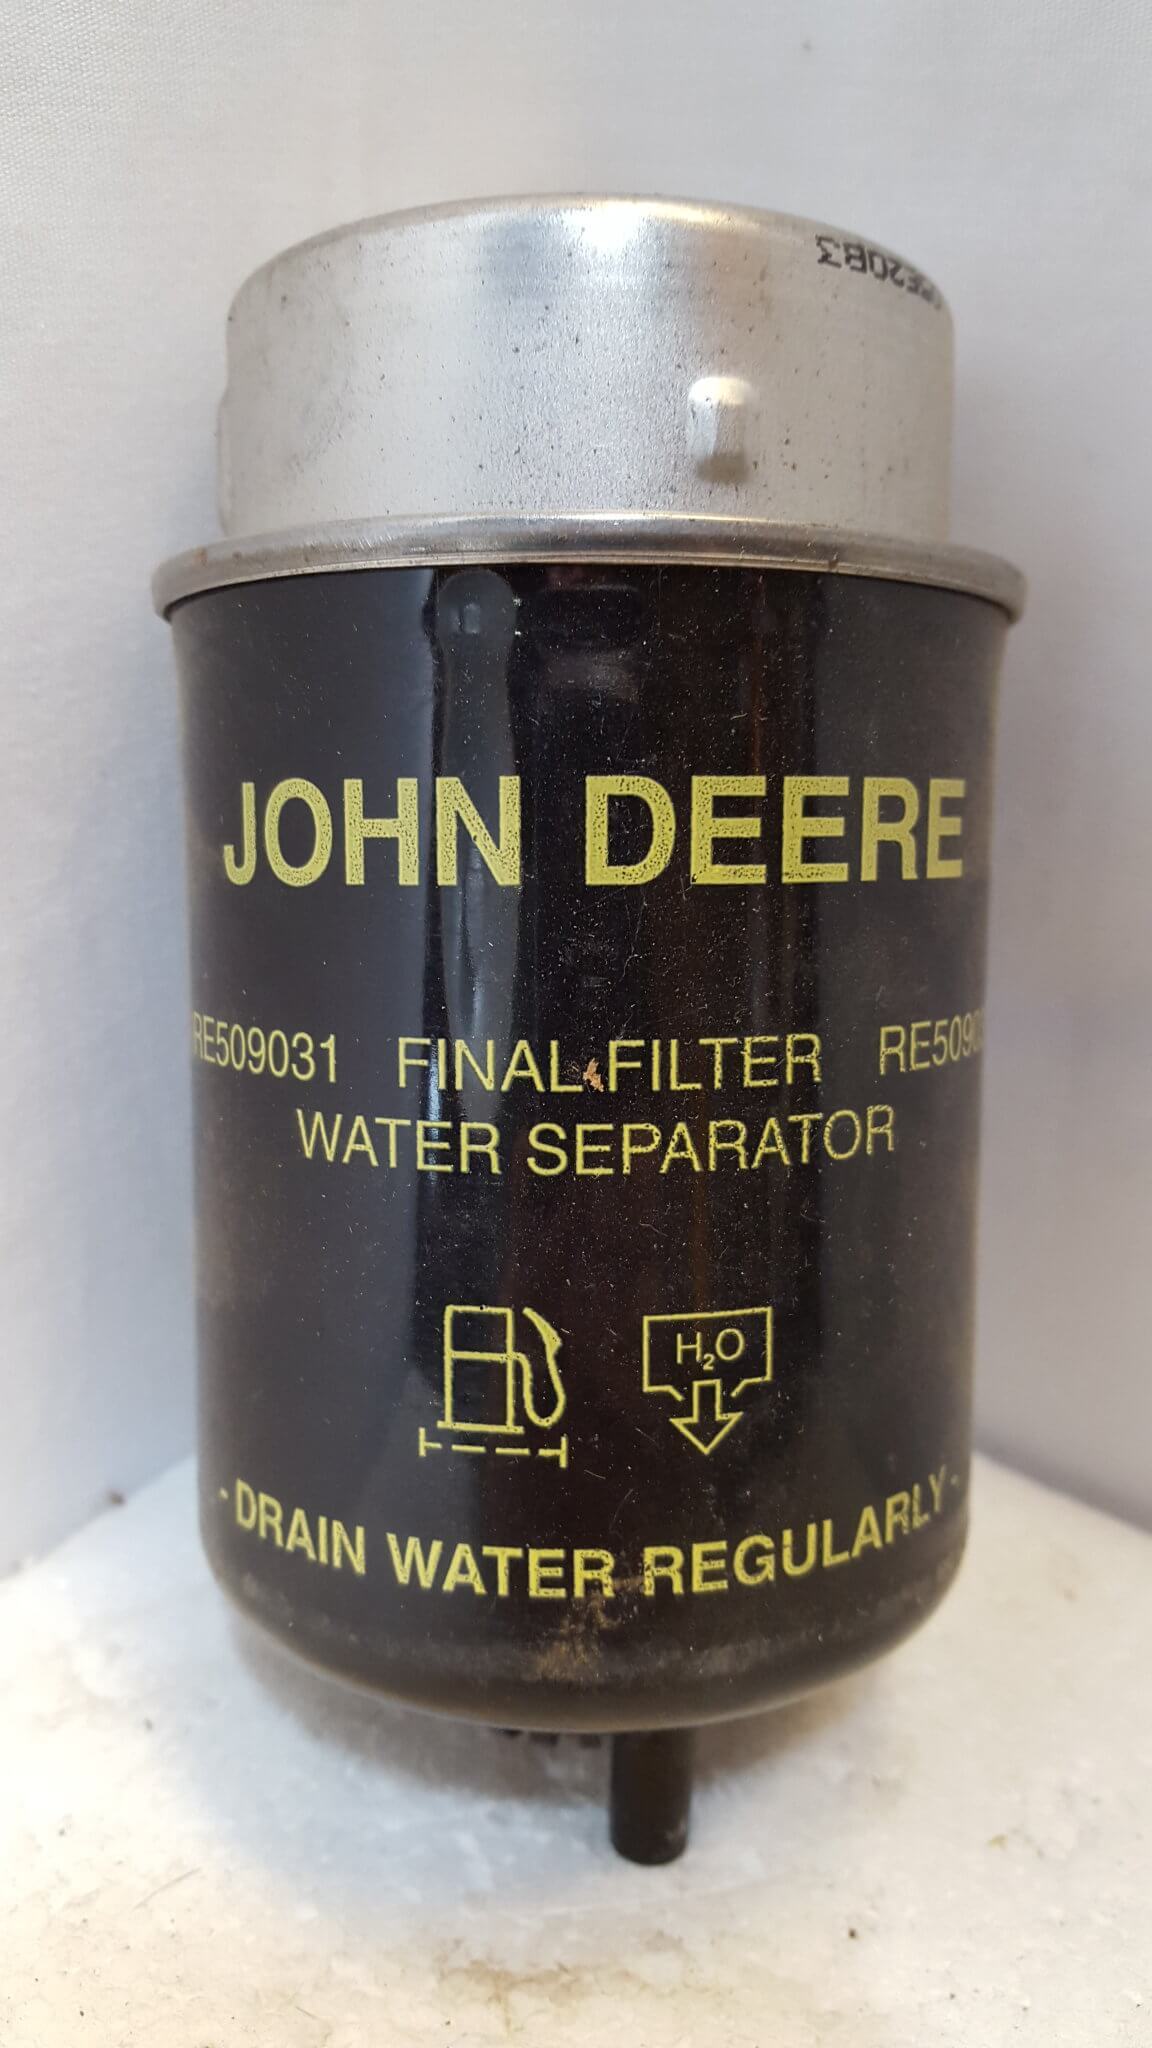 JOHN DEERE
RE509031 FINAL FILTER
WATER SEPARATOR
H₂O
- DRAIN WATER REGULARLY -